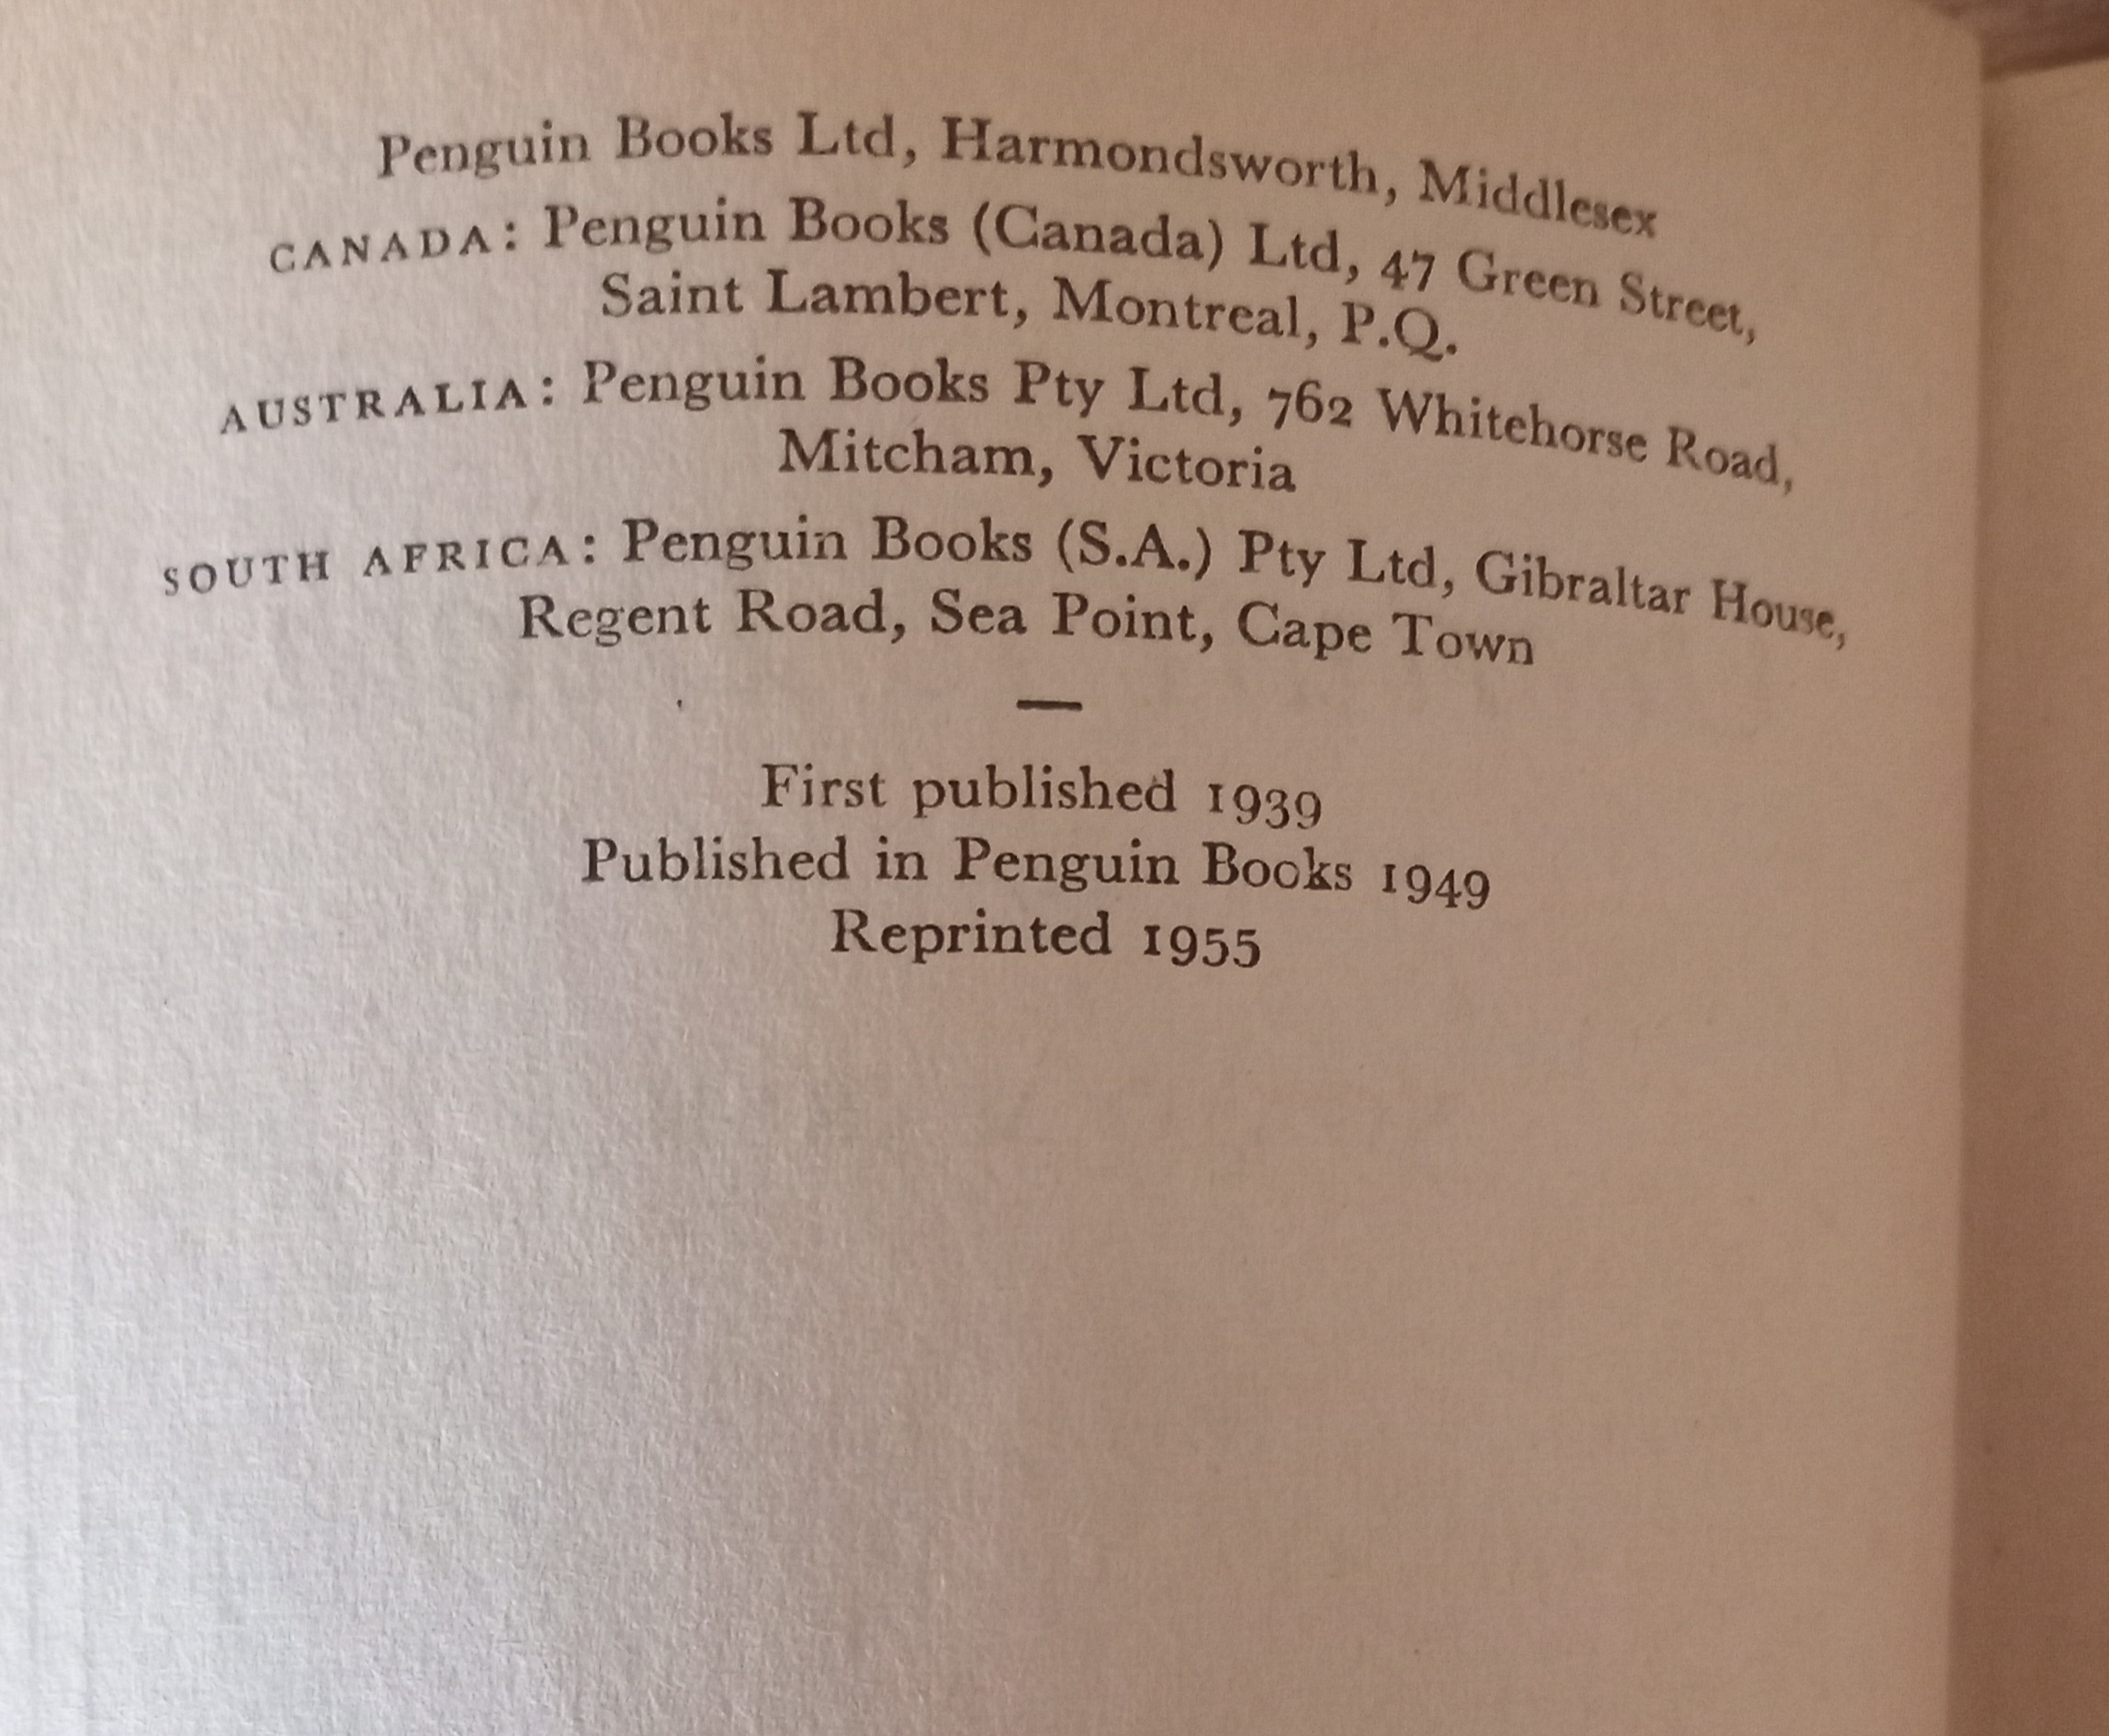 Penguin Books Ltd, Harmondsworth, Middlesex
CANADA: Penguin Books (Canada) Ltd, 47 Green Street,
Saint Lambert, Montreal, P.Q.
AUSTRALIA: Penguin Books Pty Ltd, 762 Whitehorse Road,
Mitcham, Victoria
SOUTH AFRICA: Penguin Books (S.A.) Pty Ltd, Gibraltar House,
Regent Road, Sea Point, Cape Town
—
First published 1939
Published in Penguin Books 1949
Reprinted 1955